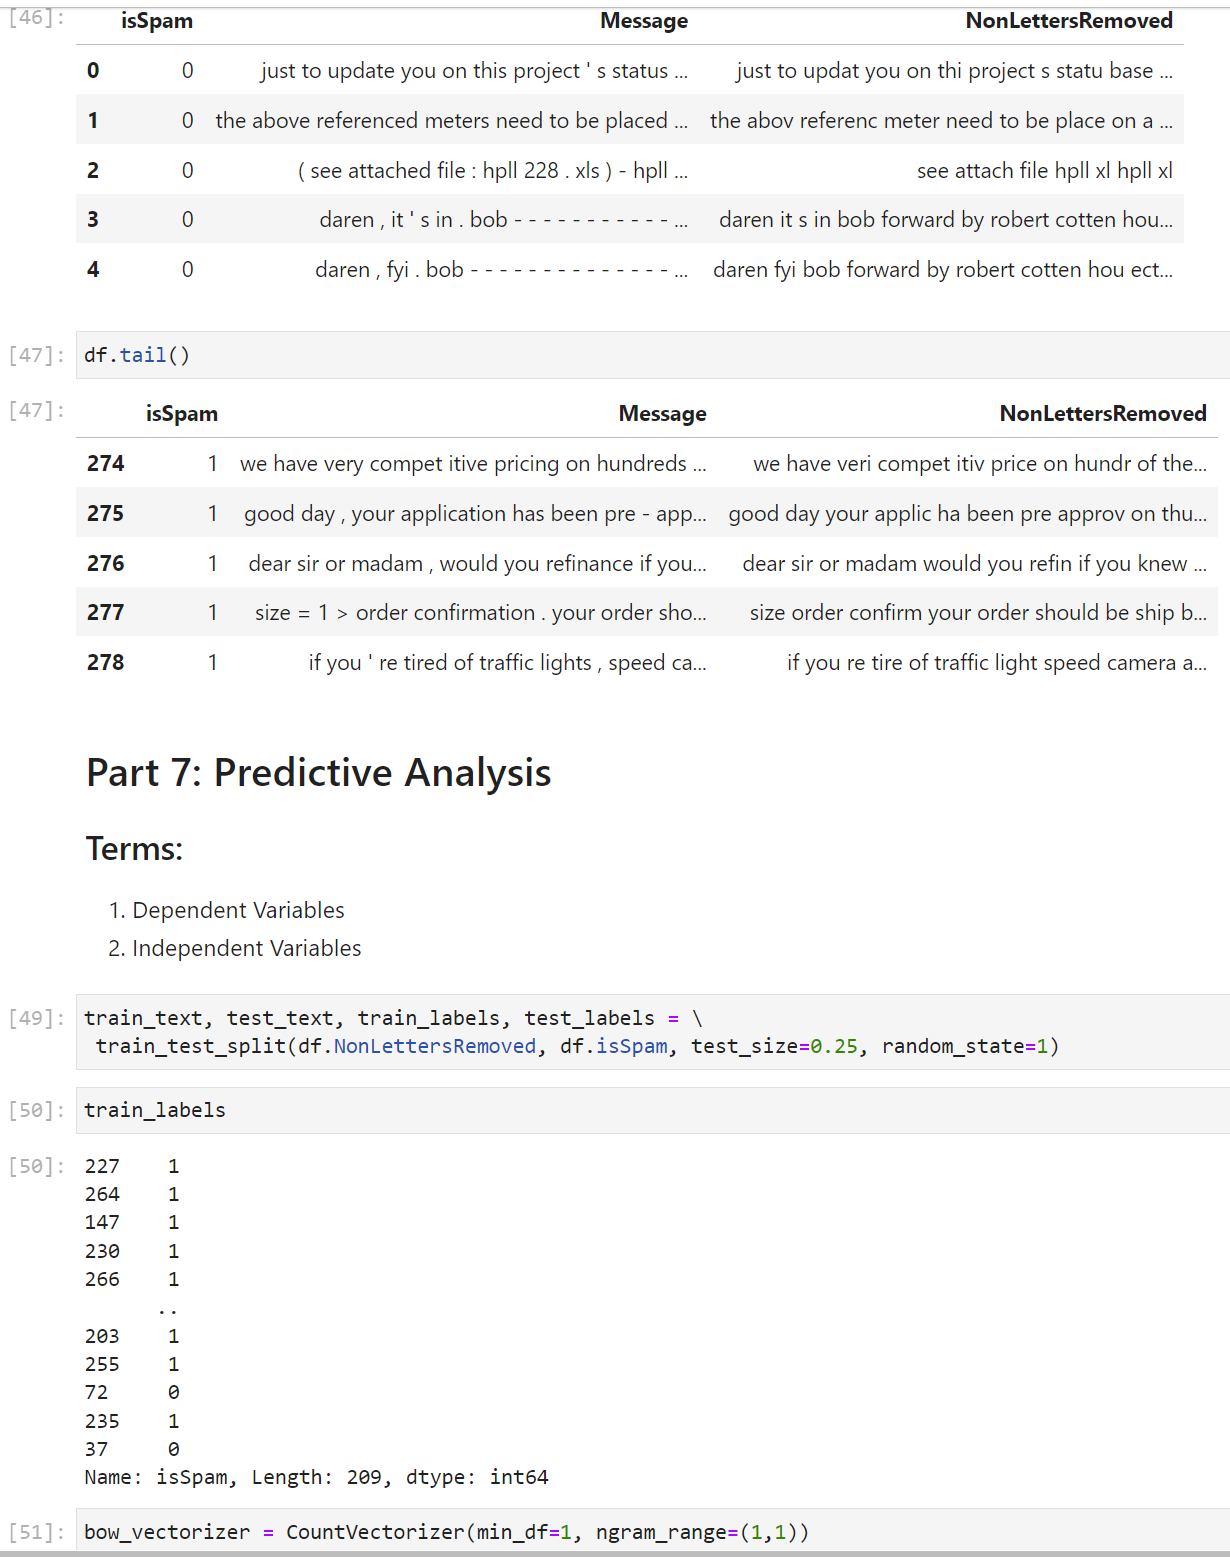 [46]: isSpam Message NonLettersRemoved
0 0 just to update you on this project ' s status ... just to updat you on thi project s statu base ...
1 0 the above referenced meters need to be placed ... the abov referenc meter need to be place on a ...
2 0 ( see attached file : hpll 228 . xls ) - hpll ... see attach file hpll xl hpll xl
3 0 daren , it ' s in . bob - - - - - - - - - - - ... daren it s in bob forward by robert cotten hou...
4 0 daren , fyi . bob - - - - - - - - - - - - - - ... daren fyi bob forward by robert cotten hou ect...
[47]: df.tail()
[47]: isSpam Message NonLettersRemoved
274 1 we have very compet itive pricing on hundreds ... we have veri compet itiv price on hundr of the...
275 1 good day , your application has been pre - app... good day your applic ha been pre approv on thu...
276 1 dear sir or madam , would you refinance if you... dear sir or madam would you refin if you knew ...
277 1 size = 1 > order confirmation . your order sho... size order confirm your order should be ship b...
278 1 if you ' re tired of traffic lights , speed ca... if you re tire of traffic light speed camera a...
Part 7: Predictive Analysis
Terms:
1. Dependent Variables
2. Independent Variables
[49]: train_text, test_text, train_labels, test_labels = \
train_test_split(df.NonLettersRemoved, df.isSpam, test_size=0.25, random_state=1)
[50]: train_labels
[50]: 227 1
264 1
147 1
230 1
266 1
..
203 1
255 1
72 0
235 1
37 0
Name: isSpam, Length: 209, dtype: int64
[51]: bow_vectorizer = CountVectorizer(min_df=1, ngram_range=(1,1))